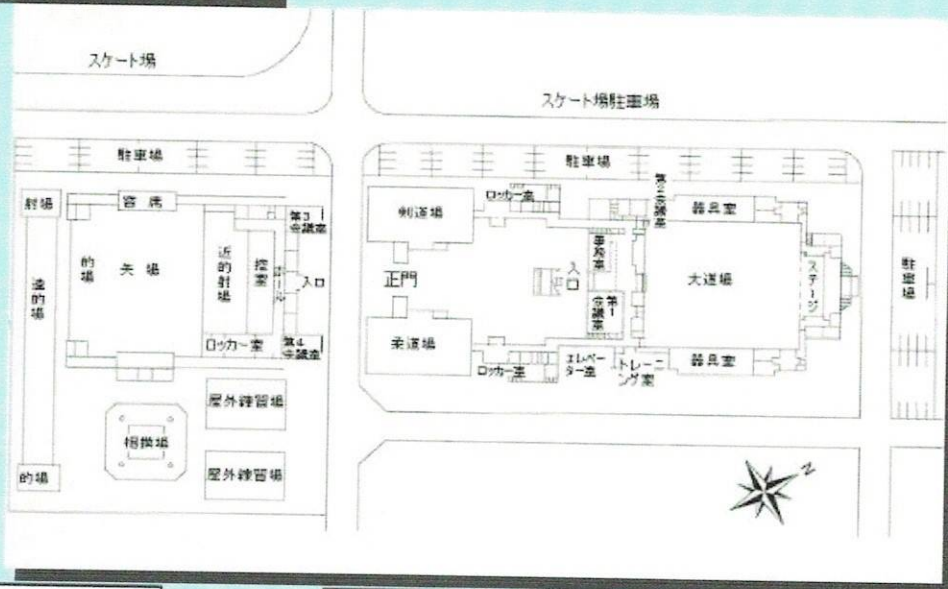 スケート場
スケート場駐車場
駐車場
駐車場
射場
客席
第3
会議室
ロッカー室
剣道場
第2会議室
器具室
遠的場
的場
矢場
近的射場
控室
ホール
入口
正門
入口
事務室
第1
会議室
大道場
ステージ
駐車場
ロッカー室
第4
会議室
柔道場
ロッカー室
エレベー
ター室
トレーニ
ング室
器具室
屋外練習場
相撲場
屋外練習場
的場
N